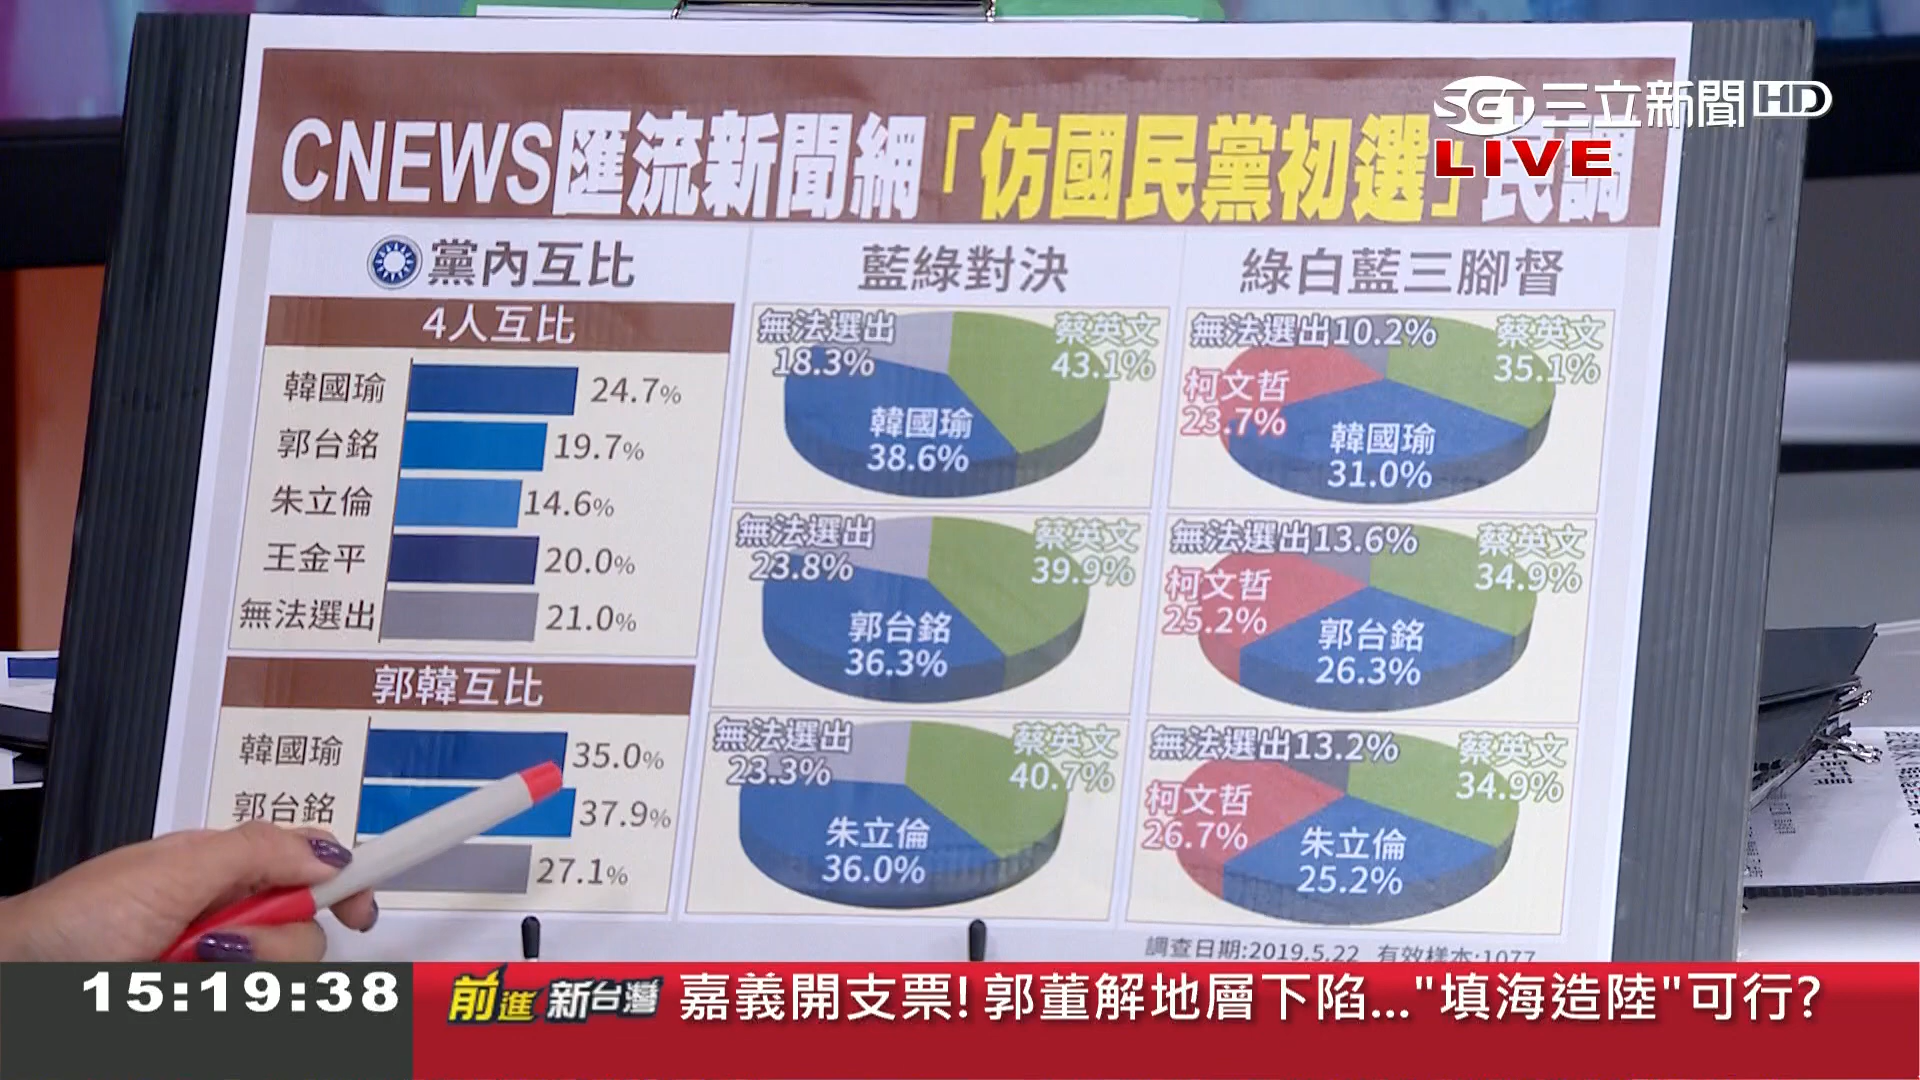 SET三立新聞HD
LIVE
CNEWS匯流新聞網「仿國民黨初選」民調
黨內互比
4人互比
韓國瑜 24.7%
郭台銘 19.7%
朱立倫 14.6%
王金平 20.0%
無法選出 21.0%
郭韓互比
韓國瑜 35.0%
郭台銘 37.9%
27.1%
藍綠對決
無法選出
18.3%
蔡英文
43.1%
韓國瑜
38.6%
無法選出
23.8%
蔡英文
39.9%
郭台銘
36.3%
無法選出
23.3%
蔡英文
40.7%
朱立倫
36.0%
綠白藍三腳督
無法選出10.2%
蔡英文
35.1%
柯文哲
23.7%
韓國瑜
31.0%
無法選出13.6%
蔡英文
34.9%
柯文哲
25.2%
郭台銘
26.3%
無法選出13.2%
蔡英文
34.9%
柯文哲
26.7%
朱立倫
25.2%
調查日期:2019.5.22 有效樣本:1077
15:19:38
前進新台灣
嘉義開支票!郭董解地層下陷..."填海造陸"可行?